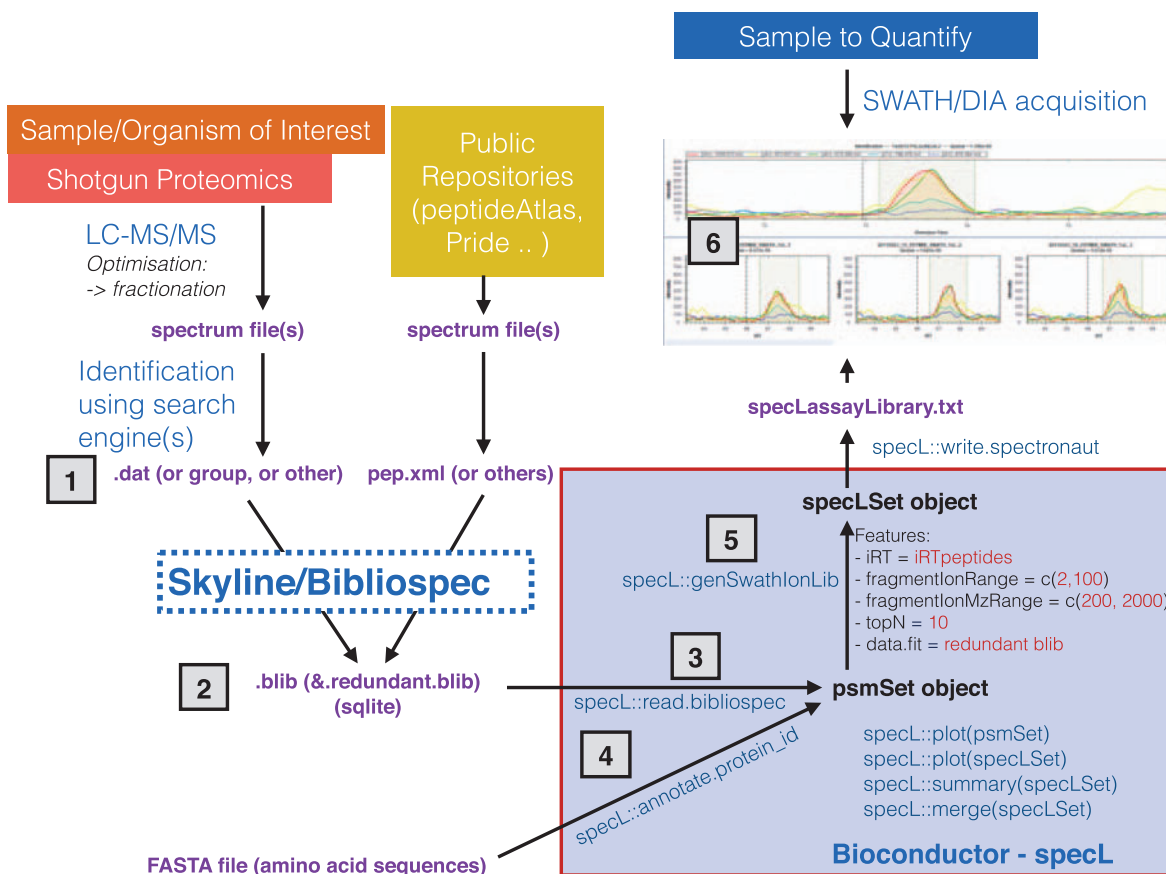 Sample to Quantify
SWATH/DIA acquisition
Sample/Organism of Interest
Shotgun Proteomics
Public
Repositories
(peptideAtlas,
Pride .. )
LC-MS/MS
Optimisation:
-> fractionation
spectrum file(s)
spectrum file(s)
Identification
using search
engine(s)
1
.dat (or group, or other)
pep.xml (or others)
Skyline/Bibliospec
2
.blib (&.redundant.blib)
(sqlite)
FASTA file (amino acid sequences)
6
specLassayLibrary.txt
specL::write.spectronaut
specLSet object
5
specL::genSwathIonLib
Features:
- iRT = iRTpeptides
- fragmentIonRange = c(2,100)
- fragmentIonMzRange = c(200, 2000)
- topN = 10
- data.fit = redundant blib
3
specL::read.bibliospec
psmSet object
4
specL::annotate.protein_id
specL::plot(psmSet)
specL::plot(specLSet)
specL::summary(specLSet)
specL::merge(specLSet)
Bioconductor - specL